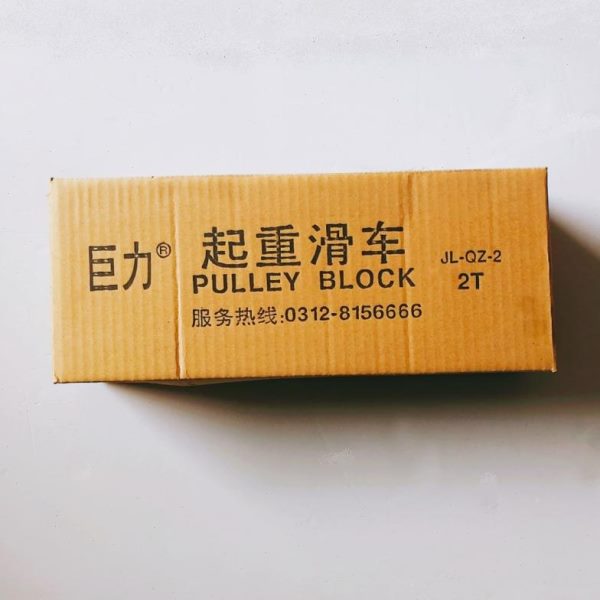 巨力®
起重滑车
PULLEY BLOCK
服务热线:0312-8156666
JL-QZ-2
2T